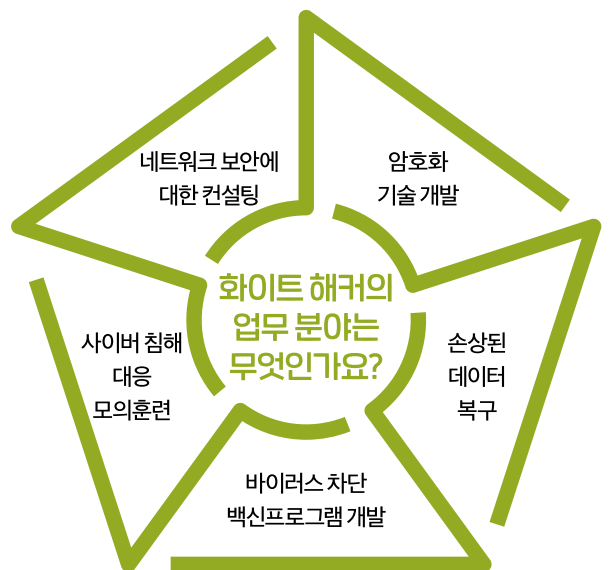 화이트 해커의
업무 분야는
무엇인가요?
네트워크 보안에
대한 컨설팅
암호화
기술 개발
손상된
데이터
복구
바이러스 차단
백신프로그램 개발
사이버 침해
대응
모의훈련